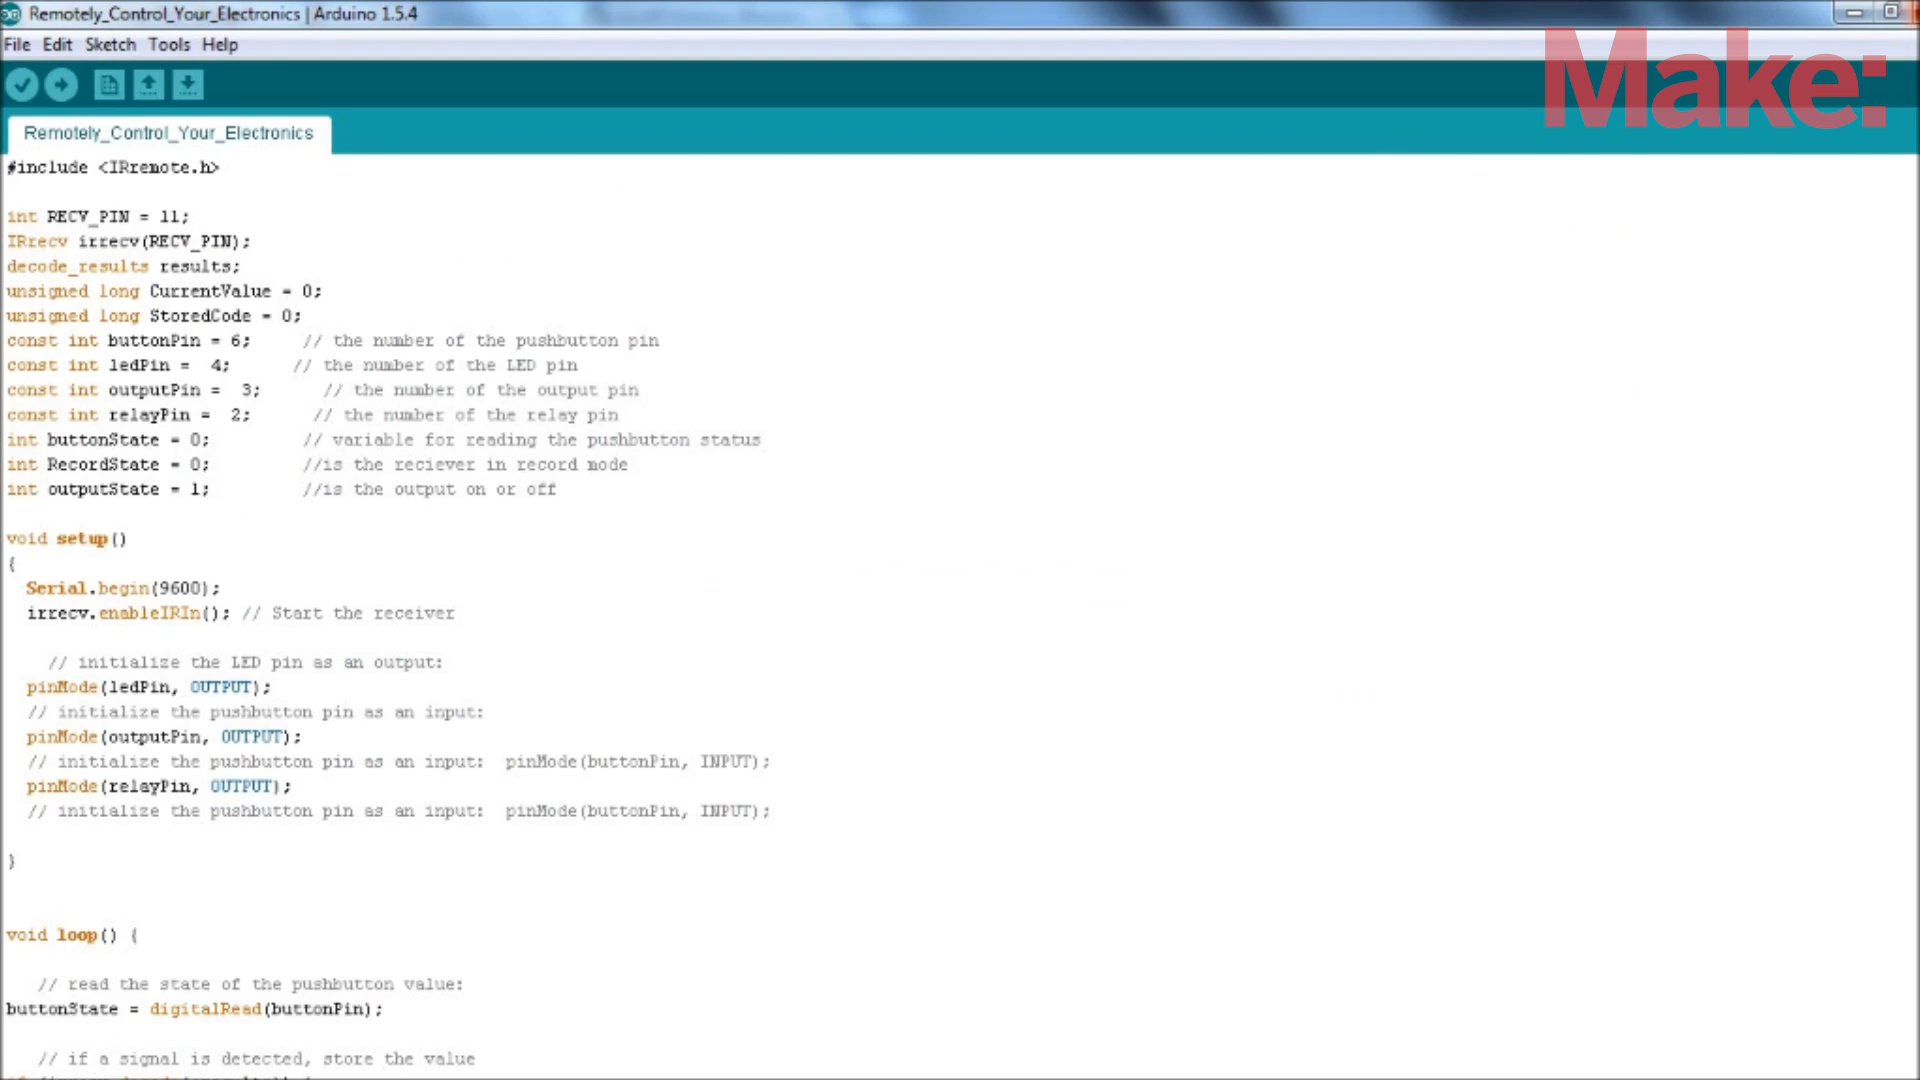 Remotely_Control_Your_Electronics | Arduino 1.5.4
File Edit Sketch Tools Help
Make:
Remotely_Control_Your_Electronics
#include <IRremote.h>
int RECV_PIN = 11;
IRrecv irrecv(RECV_PIN);
decode_results results;
unsigned long CurrentValue = 0;
unsigned long StoredCode = 0;
const int buttonPin = 6;     // the number of the pushbutton pin
const int ledPin =  4;      // the number of the LED pin
const int outputPin =  3;      // the number of the output pin
const int relayPin =  2;      // the number of the relay pin
int buttonState = 0;         // variable for reading the pushbutton status
int RecordState = 0;         //is the reciever in record mode
int outputState = 1;         //is the output on or off
void setup()
{
  Serial.begin(9600);
  irrecv.enableIRIn(); // Start the receiver
    // initialize the LED pin as an output:
  pinMode(ledPin, OUTPUT);
  // initialize the pushbutton pin as an input:
  pinMode(outputPin, OUTPUT);
  // initialize the pushbutton pin as an input:  pinMode(buttonPin, INPUT);
  pinMode(relayPin, OUTPUT);
  // initialize the pushbutton pin as an input:  pinMode(buttonPin, INPUT);
}
void loop() {
   // read the state of the pushbutton value:
buttonState = digitalRead(buttonPin);
   // if a signal is detected, store the value